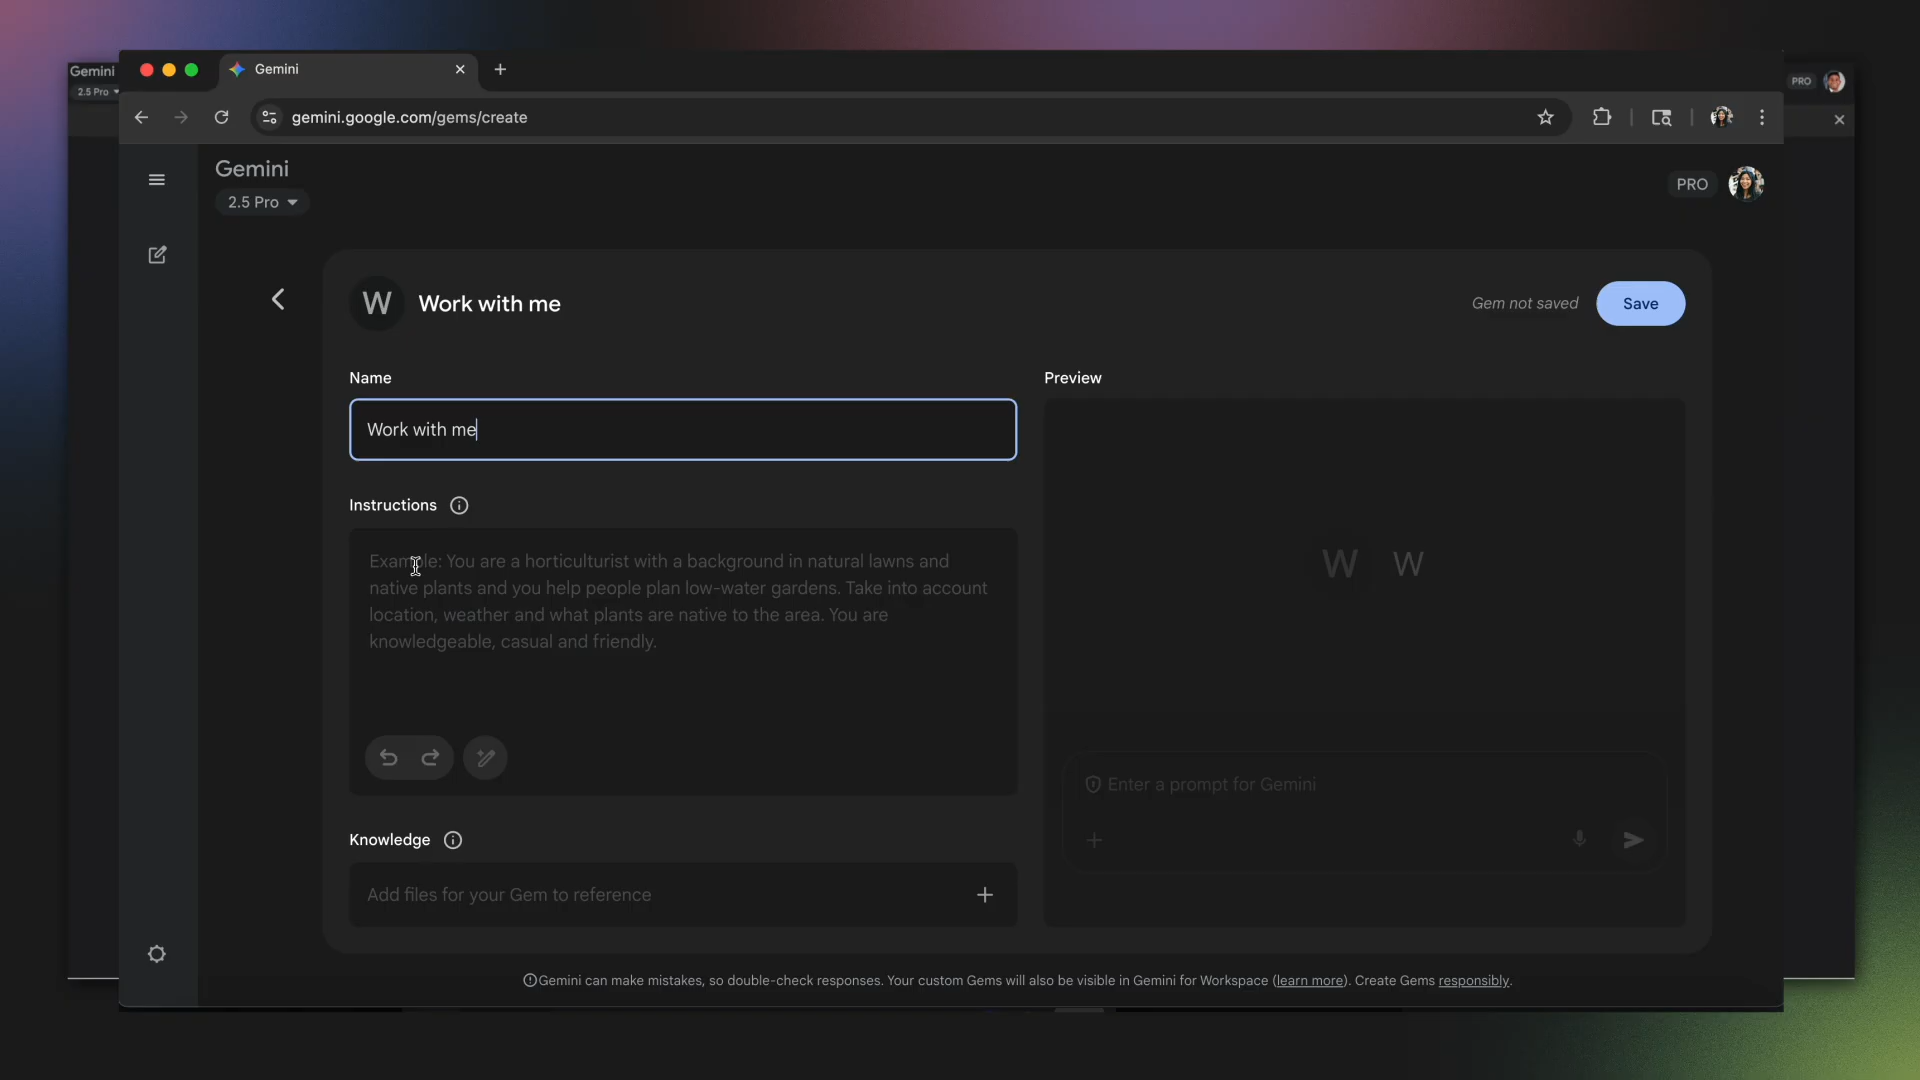 Gemini
2.5 Pro
PRO
Gemini
gemini.google.com/gems/create
Gemini
2.5 Pro
PRO
W
Work with me
Gem not saved
Save
Name
Work with me
Instructions
Example: You are a horticulturist with a background in natural lawns and
native plants and you help people plan low-water gardens. Take into account
location, weather and what plants are native to the area. You are
knowledgeable, casual and friendly.
Knowledge
Add files for your Gem to reference
Preview
W W
Enter a prompt for Gemini
Gemini can make mistakes, so double-check responses. Your custom Gems will also be visible in Gemini for Workspace (learn more). Create Gems responsibly.